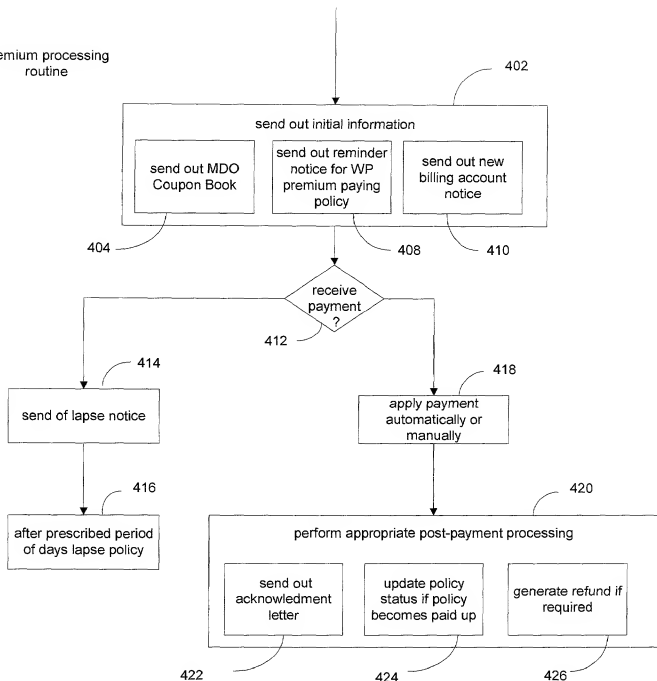 emium processing
routine
402
send out initial information
send out MDO
Coupon Book
send out reminder
notice for WP
premium paying
policy
send out new
billing account
notice
404
408
410
receive
payment
?
412
414
418
send of lapse notice
apply payment
automatically or
manually
416
420
after prescribed period
of days lapse policy
perform appropriate post-payment processing
send out
acknowledment
letter
update policy
status if policy
becomes paid up
generate refund if
required
422
424
426